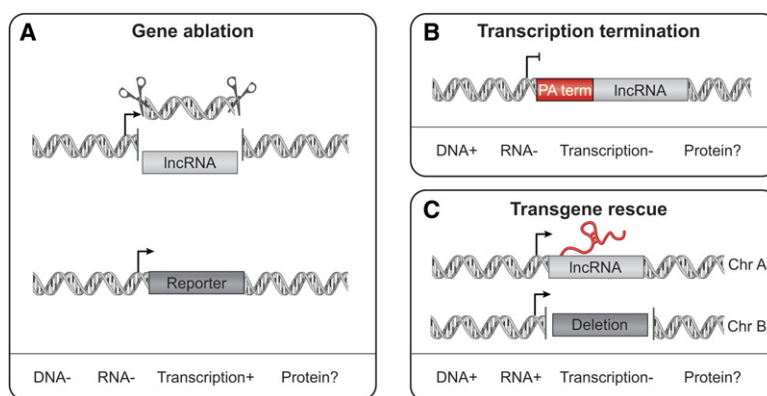 A Gene ablation
lncRNA
Reporter
DNA- RNA- Transcription+ Protein?
B Transcription termination
PA term lncRNA
DNA+ RNA- Transcription- Protein?
C Transgene rescue
lncRNA Chr A
Deletion Chr B
DNA+ RNA+ Transcription- Protein?